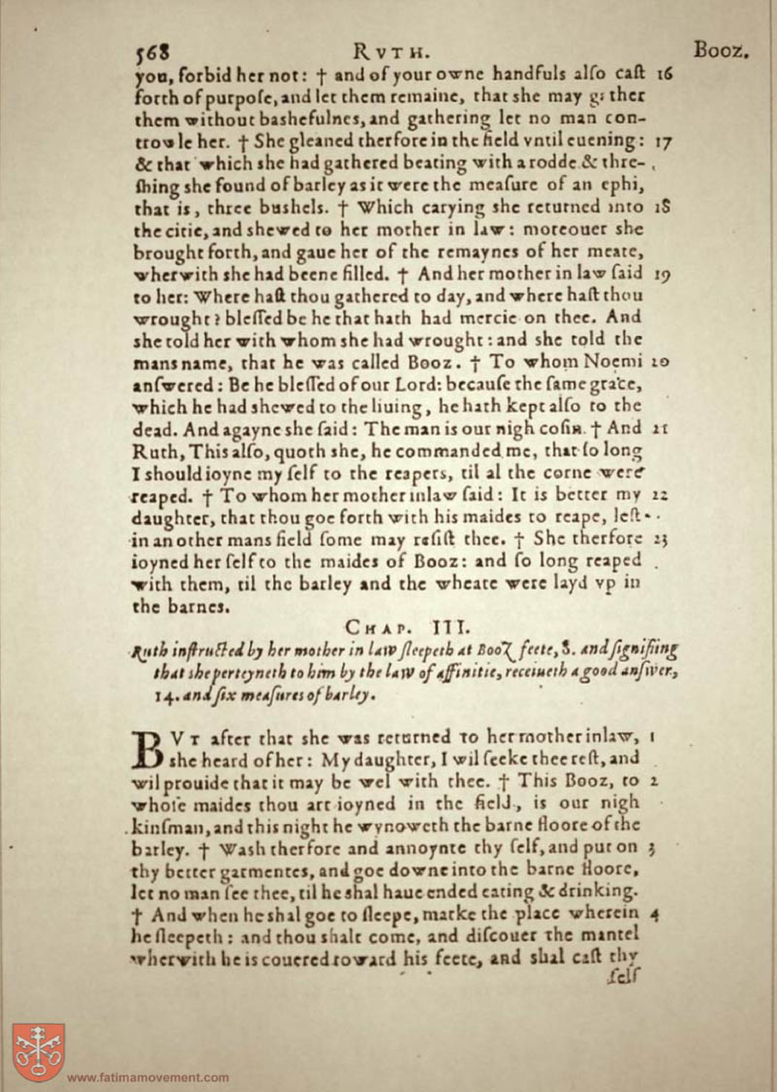 568 RVTH. Booz.
you, forbid her not: † and of your owne handfuls also cast 16
forth of purpose, and let them remaine, that she may gather
them without bashefulnes, and gathering let no man con-
trowle her. † She gleaned therfore in the field vntil euening: 17
& that which she had gathered beating with a rodde & thre-
shing she found of barley as it were the measure of an ephi,
that is, three bushels. † Which carying she returned into 18
the citie, and shewed to her mother in law: moreouer she
brought forth, and gaue her of the remaynes of her meate,
wherwith she had beene filled. † And her mother in law said 19
to her: Where hast thou gathered to day, and where hast thou
wrought? blessed be he that hath had mercie on thee. And
she told her with whom she had wrought: and she told the
mans name, that he was called Booz. † To whom Noemi 20
answered: Be he blessed of our Lord: because the same grace,
which he had shewed to the liuing, he hath kept also to the
dead. And agayne she said: The man is our nigh cosin. † And 21
Ruth, This also, quoth she, he commanded me, that so long
I should ioyne my self to the reapers, til al the corne were
reaped. † To whom her mother in law said: It is better my 22
daughter, that thou goe forth with his maides to reape, lest
in an other mans field some may resist thee. † She therfore 23
ioyned her self to the maides of Booz: and so long reaped
with them, til the barley and the wheate were layd vp in
the barnes.
CHAP. III.
Ruth instructed by her mother in law sleepeth at Booz feete, 8. and signifiing
that she perteyneth to him by the law of affinitie, receiueth a good answer,
14. and six measures of barley.
BVT after that she was returned to her mother in law, 1
she heard of her: My daughter, I wil seeke thee rest, and
wil prouide that it may be wel with thee. † This Booz, to 2
whose maides thou art ioyned in the field, is our nigh
kinsman, and this night he wynoweth the barne floore of the
barley. † Wash therfore and annoynte thy self, and put on 3
thy better garmentes, and goe downe into the barne floore,
let no man see thee, til he shal haue ended eating & drinking.
† And when he shal goe to sleepe, marke the place wherein 4
he sleepeth: and thou shalt come, and discouer the mantel
wherwith he is couered toward his feete, and shal cast thy
self
www.fatimamovement.com